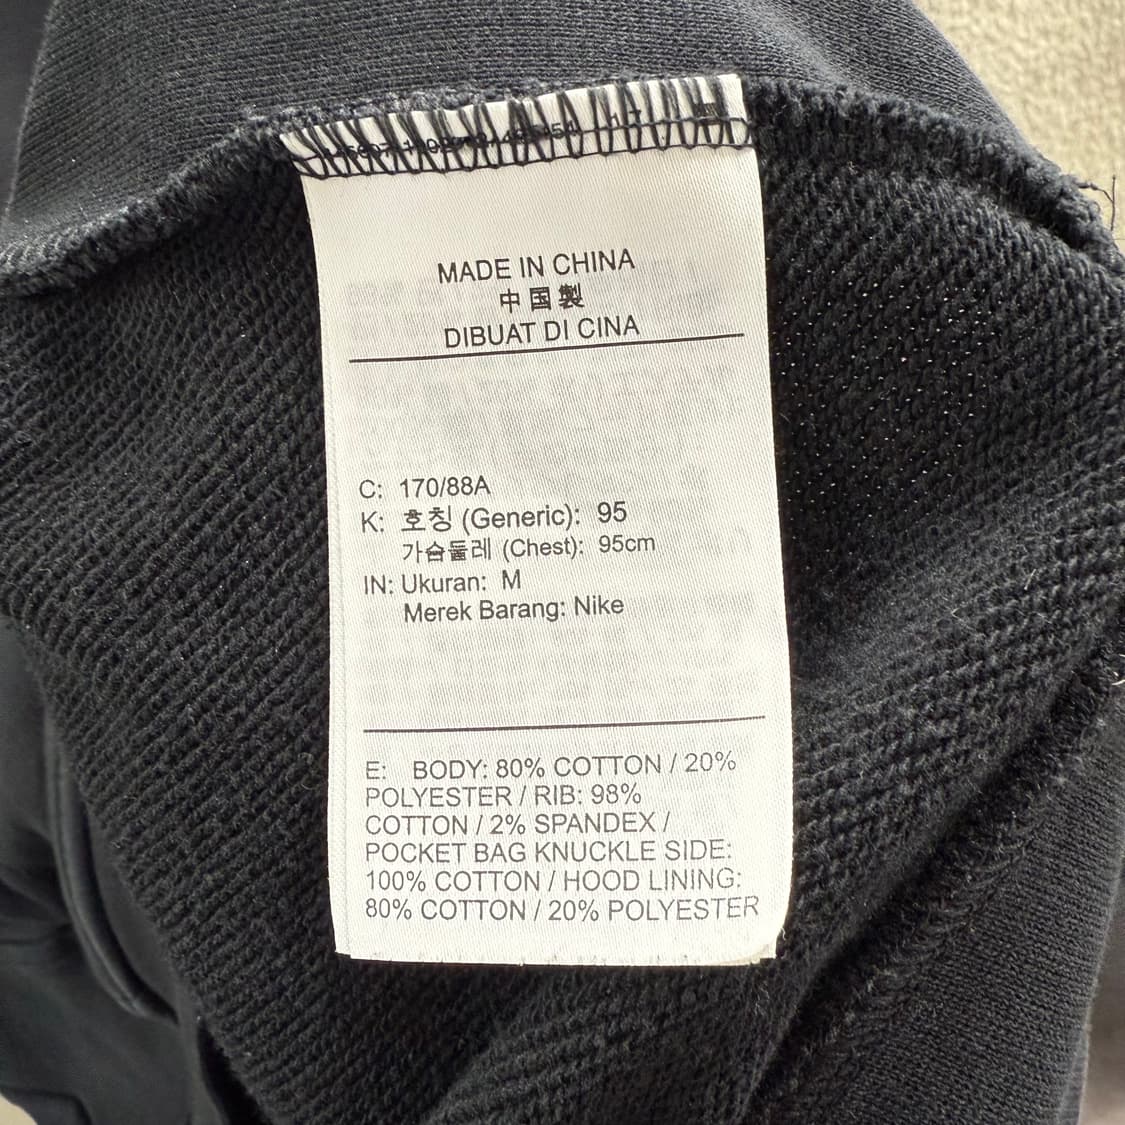 MADE IN CHINA
中国製
DIBUAT DI CINA
C: 170/88A
K: 호칭 (Generic): 95
가슴둘레 (Chest): 95cm
IN: Ukuran: M
Merek Barang: Nike
E: BODY: 80% COTTON / 20%
POLYESTER / RIB: 98%
COTTON / 2% SPANDEX /
POCKET BAG KNUCKLE SIDE:
100% COTTON / HOOD LINING:
80% COTTON / 20% POLYESTER